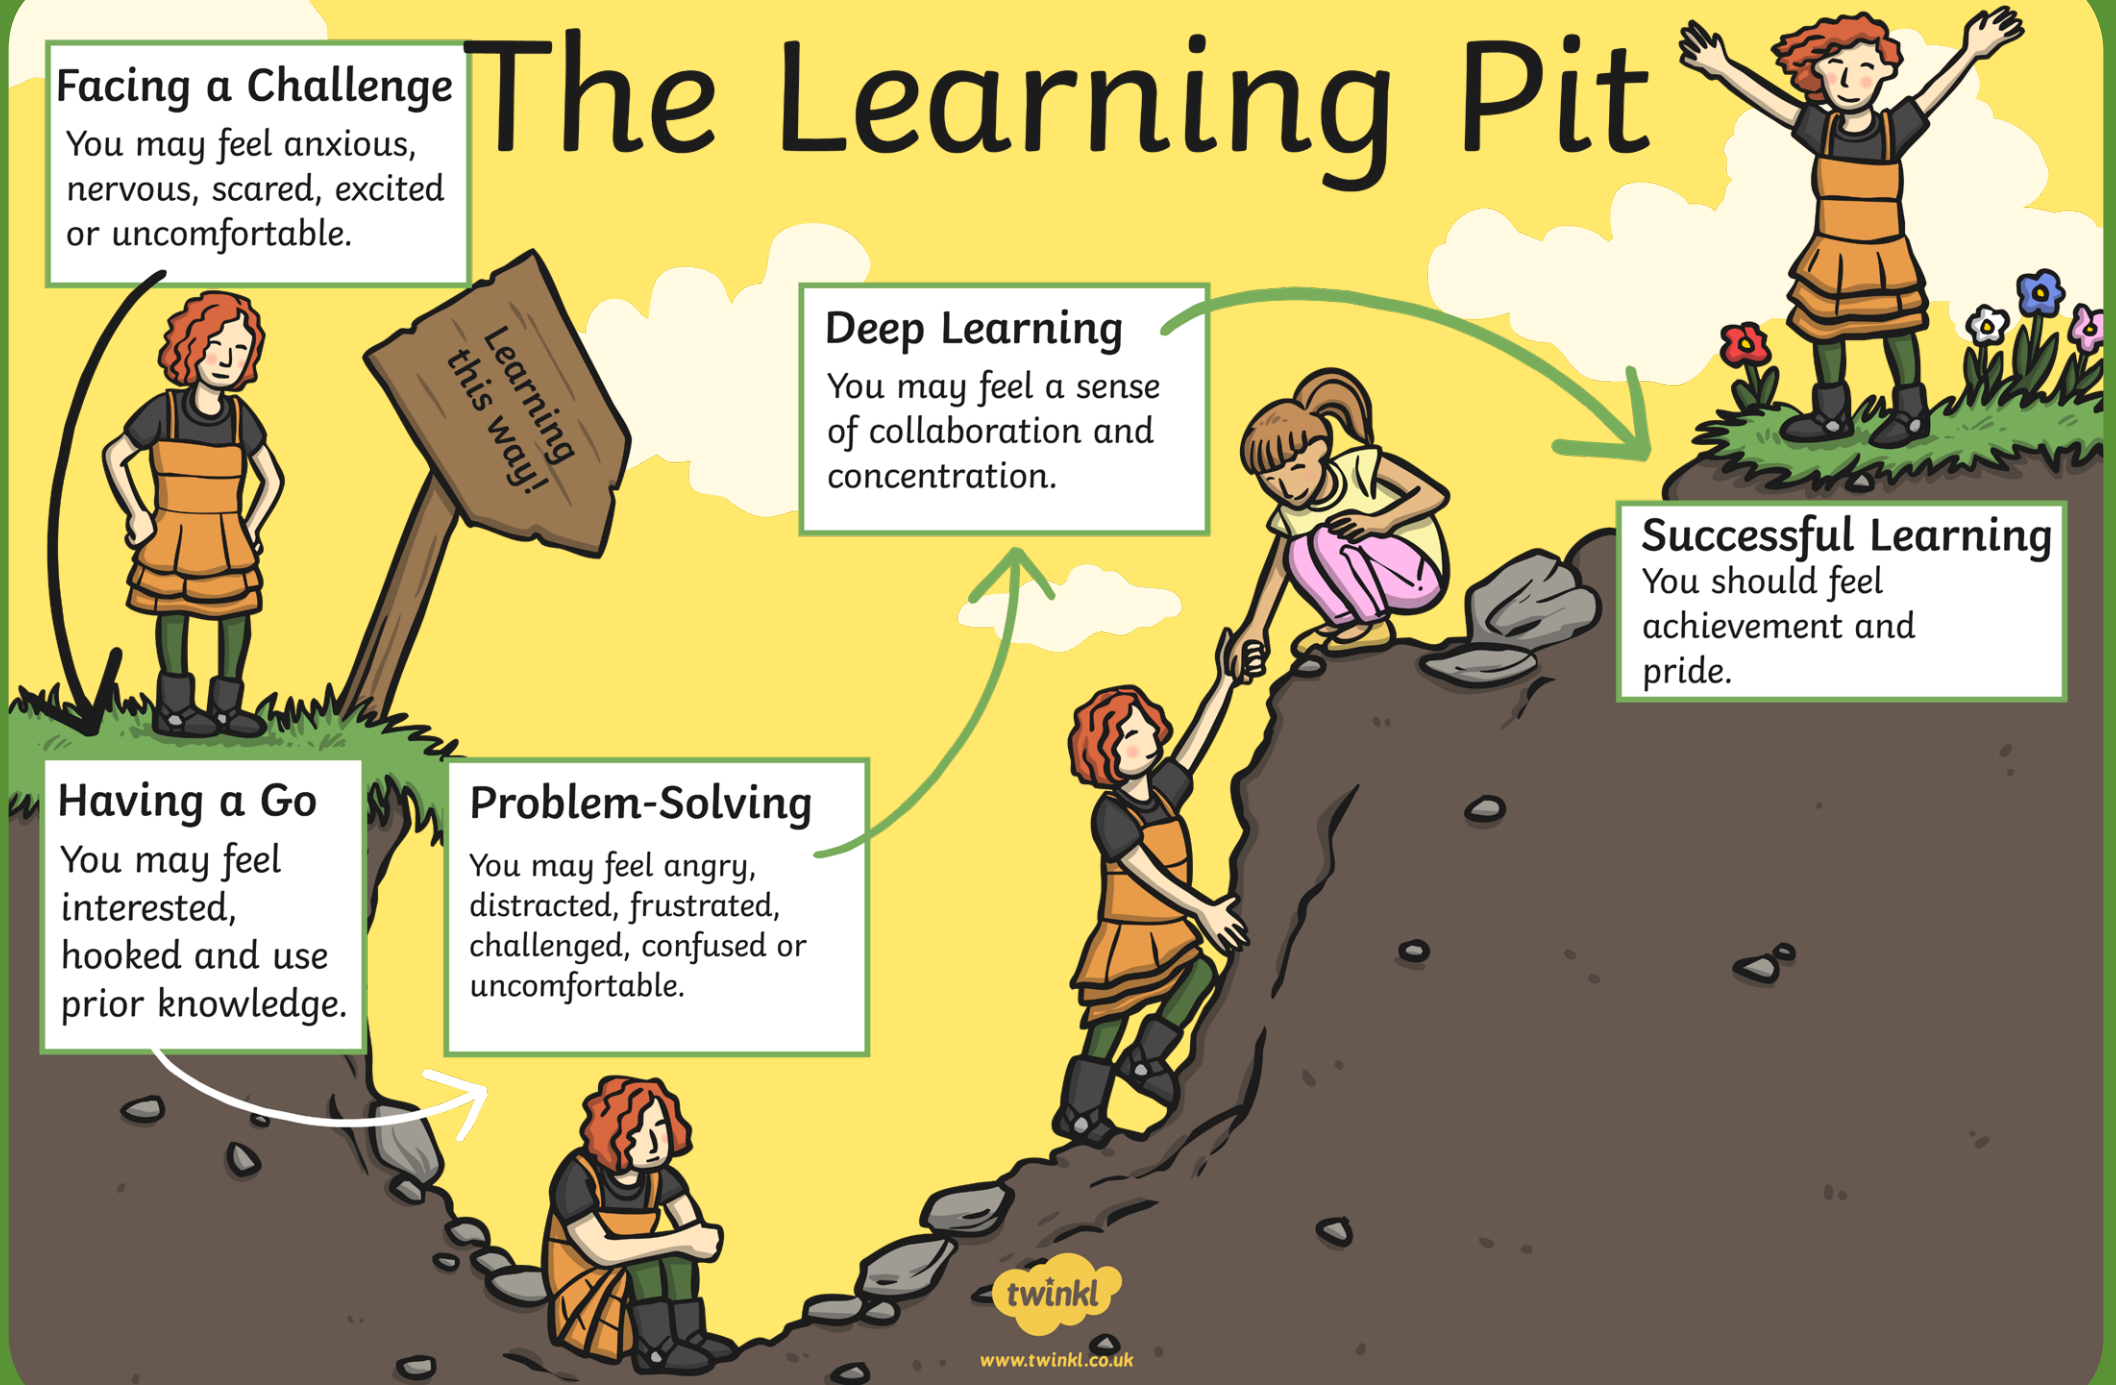 The Learning Pit
Facing a Challenge
You may feel anxious,
nervous, scared, excited
or uncomfortable.
Learning
this way!
Having a Go
You may feel
interested,
hooked and use
prior knowledge.
Problem-Solving
You may feel angry,
distracted, frustrated,
challenged, confused or
uncomfortable.
Deep Learning
You may feel a sense
of collaboration and
concentration.
Successful Learning
You should feel
achievement and
pride.
twinkl
www.twinkl.co.uk